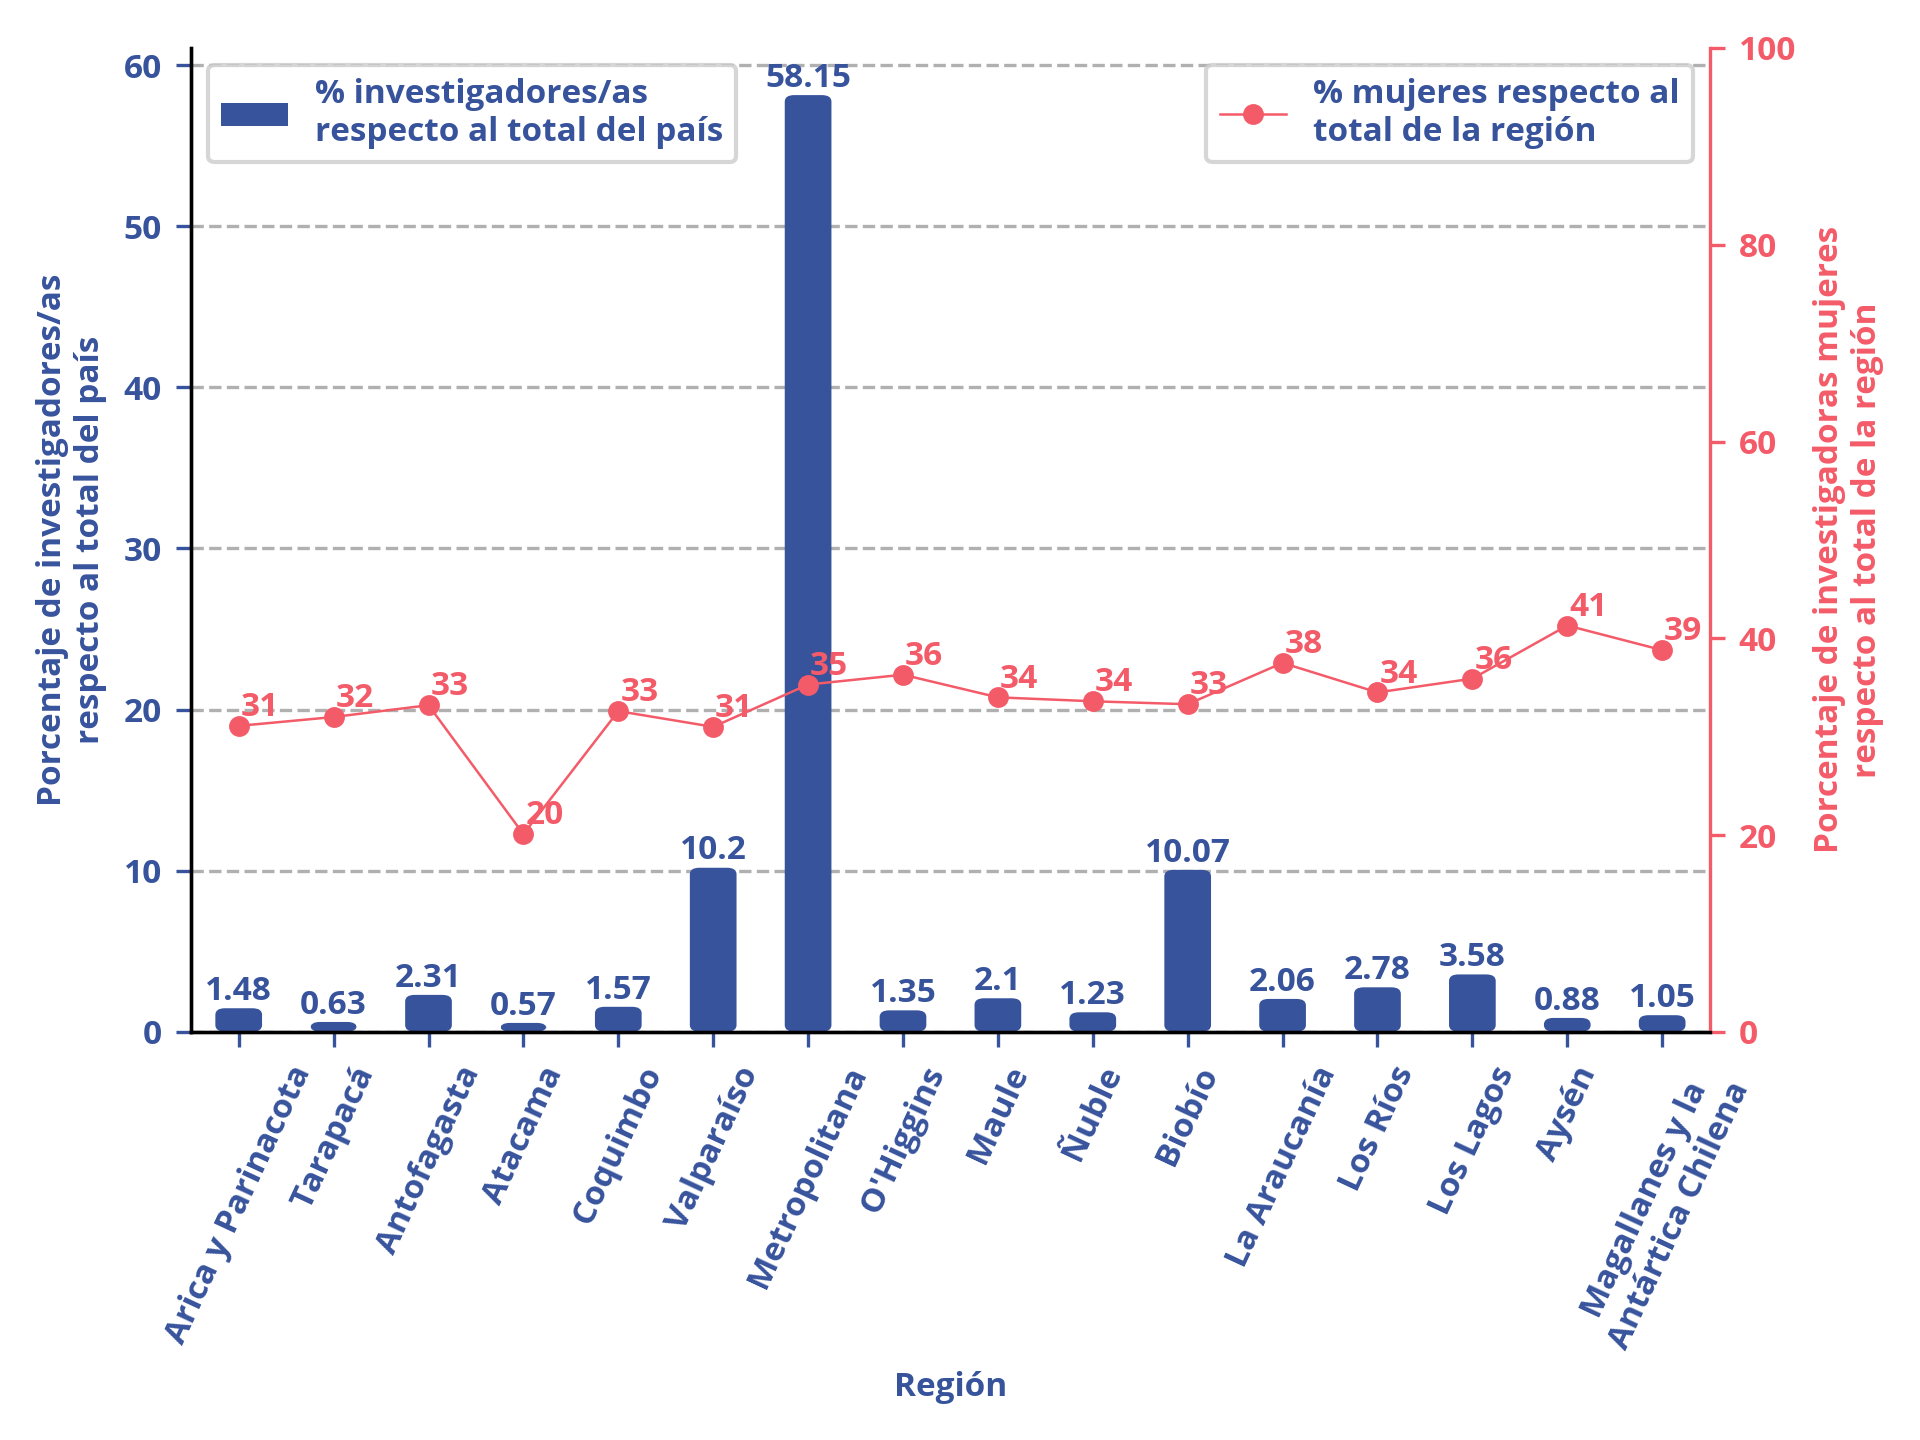 % investigadores/as
respecto al total del país
% mujeres respecto al
total de la región
Porcentaje de investigadores/as
respecto al total del país
60
50
40
30
20
10
0
Porcentaje de investigadoras mujeres
respecto al total de la región
100
80
60
40
20
0
58.15
31
32
33
20
33
31
35
36
34
34
33
38
34
36
41
39
1.48
0.63
2.31
0.57
1.57
10.2
1.35
2.1
1.23
10.07
2.06
2.78
3.58
0.88
1.05
Arica y Parinacota
Tarapacá
Antofagasta
Atacama
Coquimbo
Valparaíso
Metropolitana
O'Higgins
Maule
Ñuble
Biobío
La Araucanía
Los Ríos
Los Lagos
Aysén
Magallanes y la
Antártica Chilena
Región